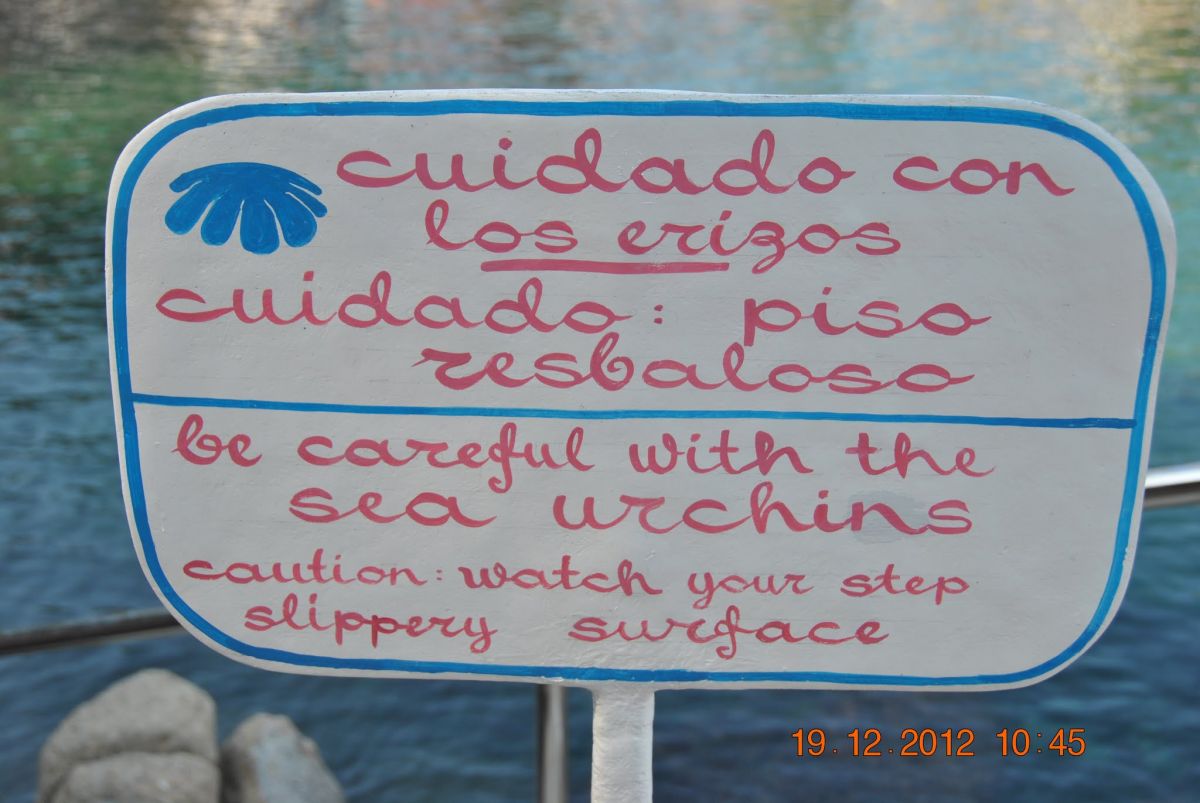 cuidado con
los erizos
cuidado: piso
resbaloso
be careful with the
sea urchins
caution: watch your step
slippery surface
19.12.2012 10:45